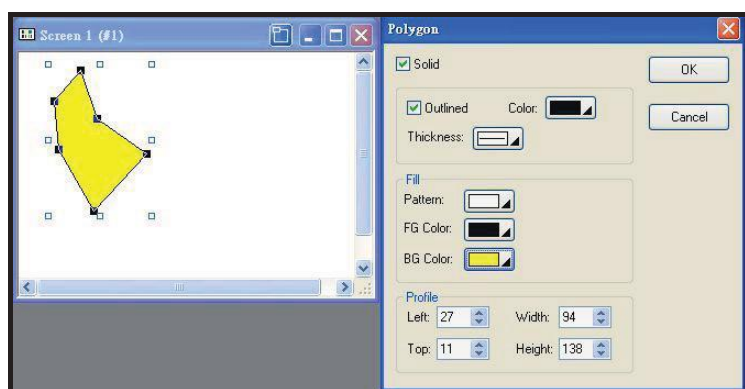 Screen 1 (#1)
Polygon
Solid
OK
Outlined
Color:
Cancel
Thickness:
Fill
Pattern:
FG Color:
BG Color:
Profile
Left: 27
Width: 94
Top: 11
Height: 138